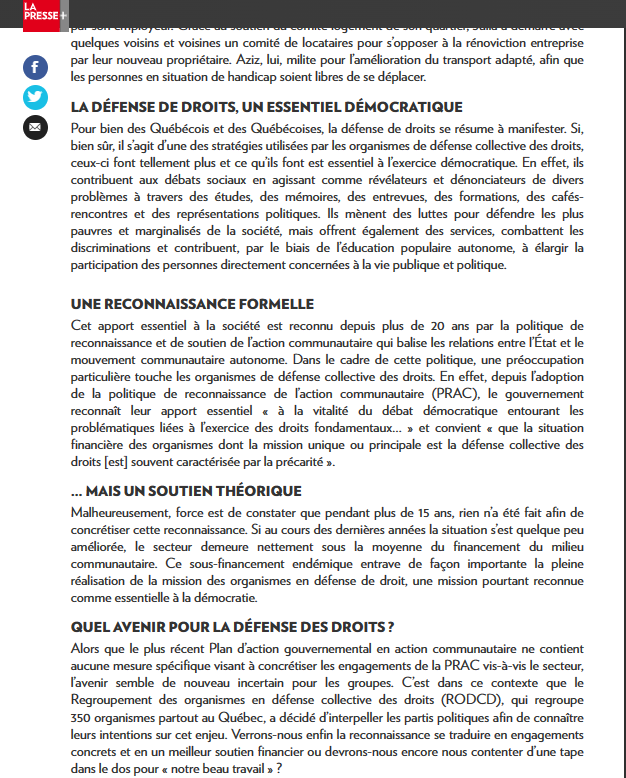 LA
PRESSE+
quelques voisins et voisines un comité de locataires pour s'opposer à la rénoviction entreprise
par leur nouveau propriétaire. Aziz, lui, milite pour l'amélioration du transport adapté, afin que
les personnes en situation de handicap soient libres de se déplacer.
LA DÉFENSE DE DROITS, UN ESSENTIEL DÉMOCRATIQUE
Pour bien des Québécois et des Québécoises, la défense de droits se résume à manifester. Si,
bien sûr, il s'agit d'une des stratégies utilisées par les organismes de défense collective des droits,
ceux-ci font tellement plus et ce qu'ils font est essentiel à l'exercice démocratique. En effet, ils
contribuent aux débats sociaux en agissant comme révélateurs et dénonciateurs de divers
problèmes à travers des études, des mémoires, des entrevues, des formations, des cafés-
rencontres et des représentations politiques. Ils mènent des luttes pour défendre les plus
pauvres et marginalisés de la société, mais offrent également des services, combattent les
discriminations et contribuent, par le biais de l'éducation populaire autonome, à élargir la
participation des personnes directement concernées à la vie publique et politique.
UNE RECONNAISSANCE FORMELLE
Cet apport essentiel à la société est reconnu depuis plus de 20 ans par la politique de
reconnaissance et de soutien de l'action communautaire qui balise les relations entre l'État et le
mouvement communautaire autonome. Dans le cadre de cette politique, une préoccupation
particulière touche les organismes de défense collective des droits. En effet, depuis l'adoption
de la politique de reconnaissance de l'action communautaire (PRAC), le gouvernement
reconnaît leur apport essentiel « à la vitalité du débat démocratique entourant les
problématiques liées à l'exercice des droits fondamentaux... » et convient « que la situation
financière des organismes dont la mission unique ou principale est la défense collective des
droits [est] souvent caractérisée par la précarité ».
... MAIS UN SOUTIEN THÉORIQUE
Malheureusement, force est de constater que pendant plus de 15 ans, rien n'a été fait afin de
concrétiser cette reconnaissance. Si au cours des dernières années la situation s'est quelque peu
améliorée, le secteur demeure nettement sous la moyenne du financement du milieu
communautaire. Ce sous-financement endémique entrave de façon importante la pleine
réalisation de la mission des organismes en défense de droit, une mission pourtant reconnue
comme essentielle à la démocratie.
QUEL AVENIR POUR LA DÉFENSE DES DROITS ?
Alors que le plus récent Plan d'action gouvernemental en action communautaire ne contient
aucune mesure spécifique visant à concrétiser les engagements de la PRAC vis-à-vis le secteur,
l'avenir semble de nouveau incertain pour les groupes. C'est dans ce contexte que le
Regroupement des organismes en défense collective des droits (RODCD), qui regroupe
350 organismes partout au Québec, a décidé d'interpeller les partis politiques afin de connaître
leurs intentions sur cet enjeu. Verrons-nous enfin la reconnaissance se traduire en engagements
concrets et en un meilleur soutien financier ou devrons-nous encore nous contenter d'une tape
dans le dos pour « notre beau travail » ?